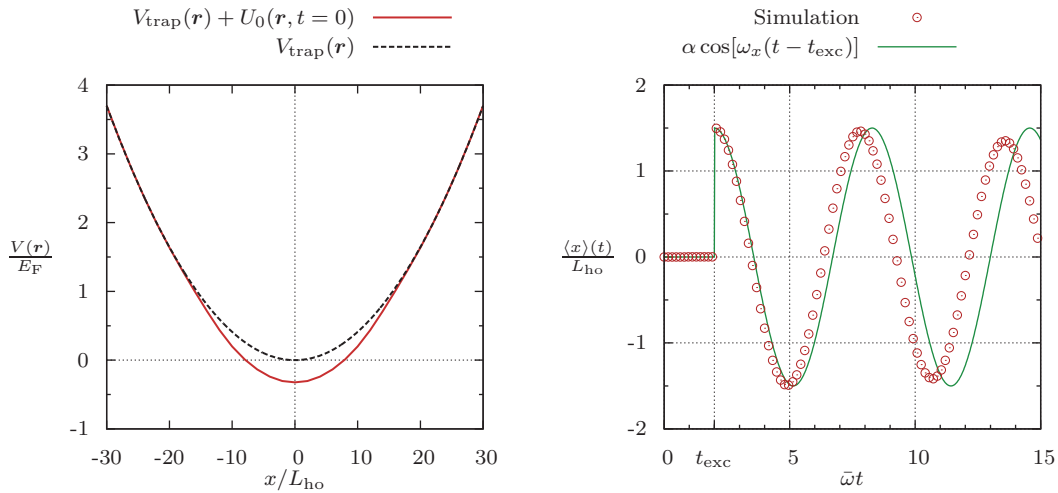 V_trap(r) + U_0(r, t = 0)
V_trap(r)
4
3
2
1
0
-1
V(r)
E_F
-30 -20 -10 0 10 20 30
x/L_ho
Simulation
α cos[ω_x(t − t_exc)]
2
1
0
-1
-2
⟨x⟩(t)
L_ho
0 t_exc 5 10 15
ω̄t